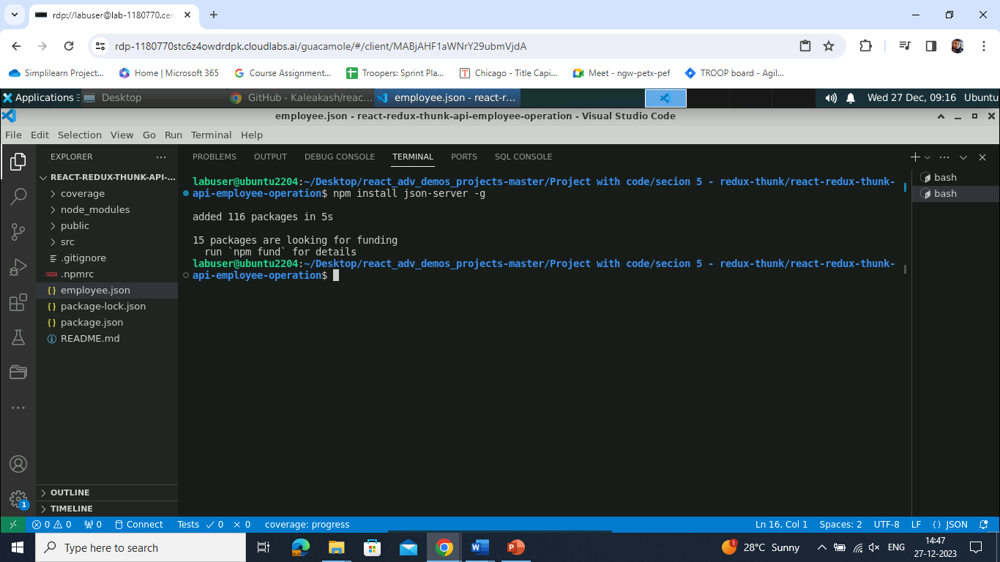 rdp://labuser@lab-1180770.cen
rdp-1180770stc6z4owdrdpk.cloudlabs.ai/guacamole/#/client/MABjAHF1aWNrY29ubmVjdA
Simplilearn Project...
Home | Microsoft 365
Course Assignment...
Troopers: Sprint Pla...
Chicago - Title Capi...
Meet - ngw-petx-pef
TROOP board - Agil...
Applications
Desktop
GitHub - Kaleakash/reac...
employee.json - react-r...
Wed 27 Dec, 09:16 Ubuntu
employee.json - react-redux-thunk-api-employee-operation - Visual Studio Code
File Edit Selection View Go Run Terminal Help
EXPLORER
PROBLEMS OUTPUT DEBUG CONSOLE TERMINAL PORTS SQL CONSOLE
REACT-REDUX-THUNK-API-...
coverage
node_modules
public
src
.gitignore
.npmrc
employee.json
package-lock.json
package.json
README.md
OUTLINE
TIMELINE
1
labuser@ubuntu2204:~/Desktop/react_adv_demos_projects-master/Project with code/secion 5 - redux-thunk/react-redux-thunk-
api-employee-operation$ npm install json-server -g
added 116 packages in 5s
15 packages are looking for funding
run `npm fund` for details
labuser@ubuntu2204:~/Desktop/react_adv_demos_projects-master/Project with code/secion 5 - redux-thunk/react-redux-thunk-
api-employee-operation$
bash
bash
0 0 0 Connect Tests 0 0 coverage: progress
Ln 16, Col 1 Spaces: 2 UTF-8 LF {} JSON
Type here to search
1
28°C Sunny
ENG
14:47
27-12-2023